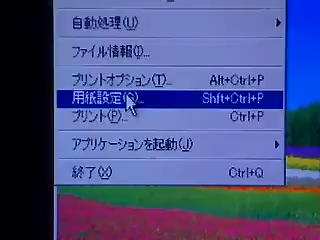 自動処理(U)
ファイル情報(I)...
プリントオプション(T)... Alt+Ctrl+P
用紙設定(G)... Shft+Ctrl+P
プリント(P)... Ctrl+P
アプリケーションを起動(J)
終了(X) Ctrl+Q